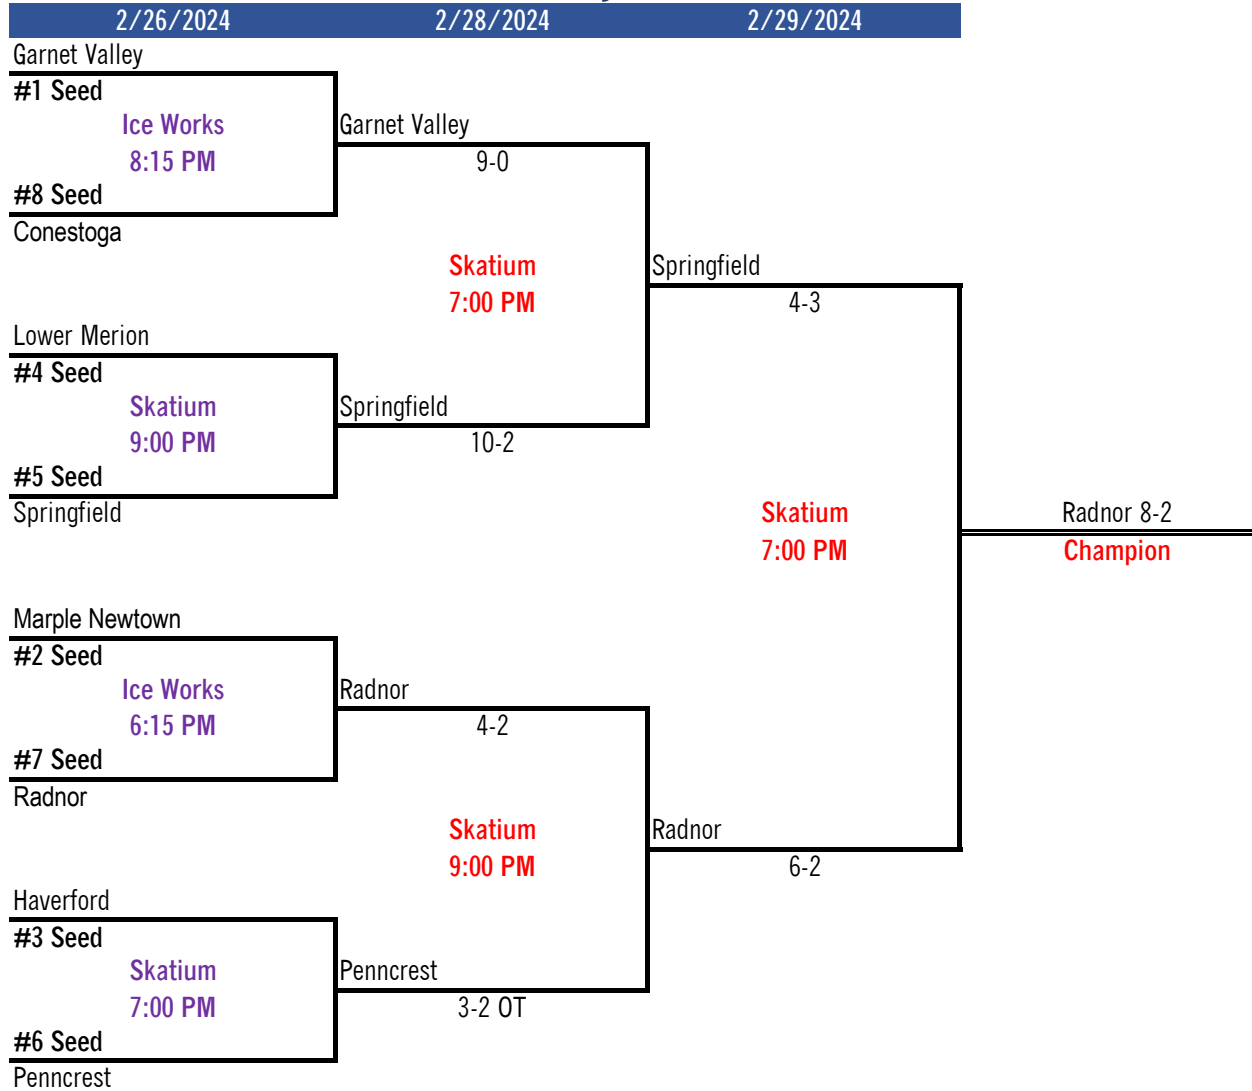 2/26/2024 2/28/2024 2/29/2024
Garnet Valley
#1 Seed
Ice Works
8:15 PM
#8 Seed
Conestoga
Garnet Valley
9-0
Lower Merion
#4 Seed
Skatium
9:00 PM
#5 Seed
Springfield
Springfield
10-2
Skatium
7:00 PM
Springfield
4-3
Marple Newtown
#2 Seed
Ice Works
6:15 PM
#7 Seed
Radnor
Radnor
4-2
Haverford
#3 Seed
Skatium
7:00 PM
#6 Seed
Penncrest
Penncrest
3-2 OT
Skatium
9:00 PM
Radnor
6-2
Skatium
7:00 PM
Radnor 8-2
Champion